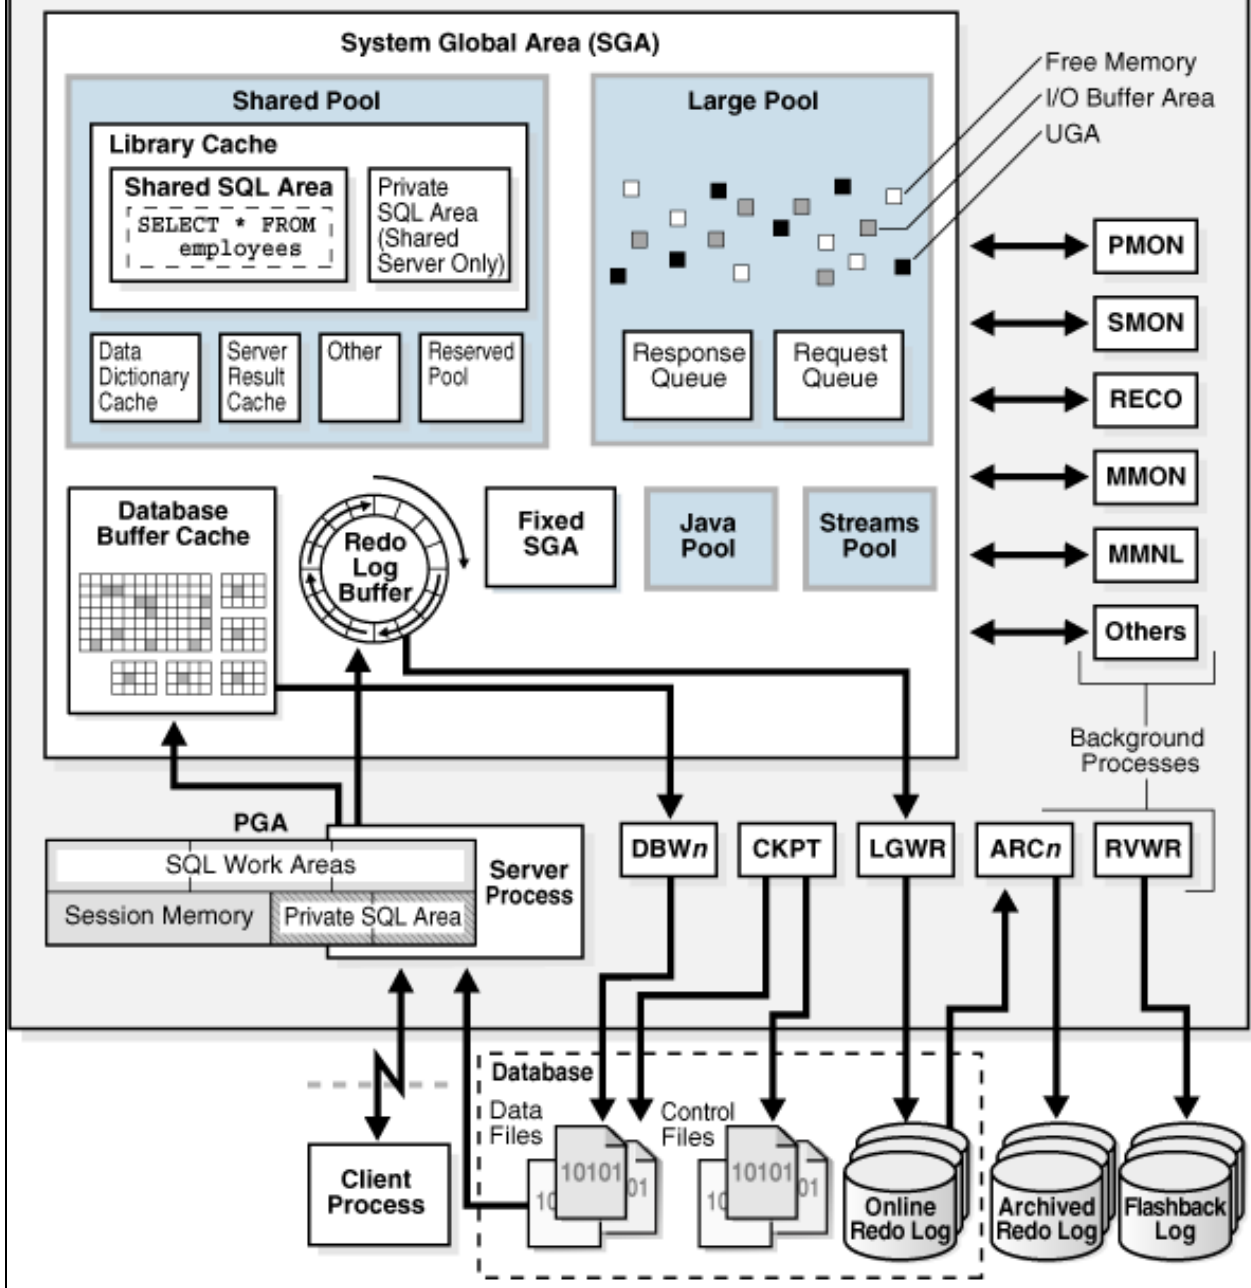 System Global Area (SGA)
Shared Pool
Library Cache
Shared SQL Area
SELECT * FROM
employees
Private
SQL Area
(Shared
Server Only)
Data
Dictionary
Cache
Server
Result
Cache
Other
Reserved
Pool
Large Pool
Response
Queue
Request
Queue
Free Memory
I/O Buffer Area
UGA
PMON
SMON
RECO
MMON
MMNL
Others
Background
Processes
Database
Buffer Cache
Redo
Log
Buffer
Fixed
SGA
Java
Pool
Streams
Pool
PGA
SQL Work Areas
Session Memory
Private SQL Area
Server
Process
DBWn
CKPT
LGWR
ARCn
RVWR
Client
Process
Database
Data
Files
10
10101
01
Control
Files
10
10101
01
Online
Redo Log
Archived
Redo Log
Flashback
Log